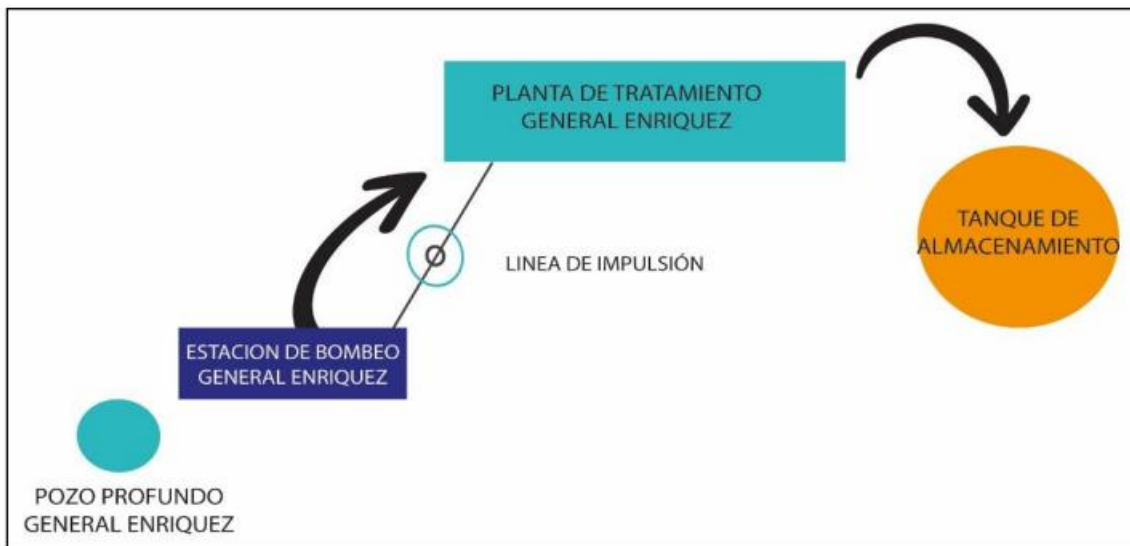 PLANTA DE TRATAMIENTO
GENERAL ENRIQUEZ
TANQUE DE
ALMACENAMIENTO
LINEA DE IMPULSIÓN
ESTACION DE BOMBEO
GENERAL ENRIQUEZ
POZO PROFUNDO
GENERAL ENRIQUEZ